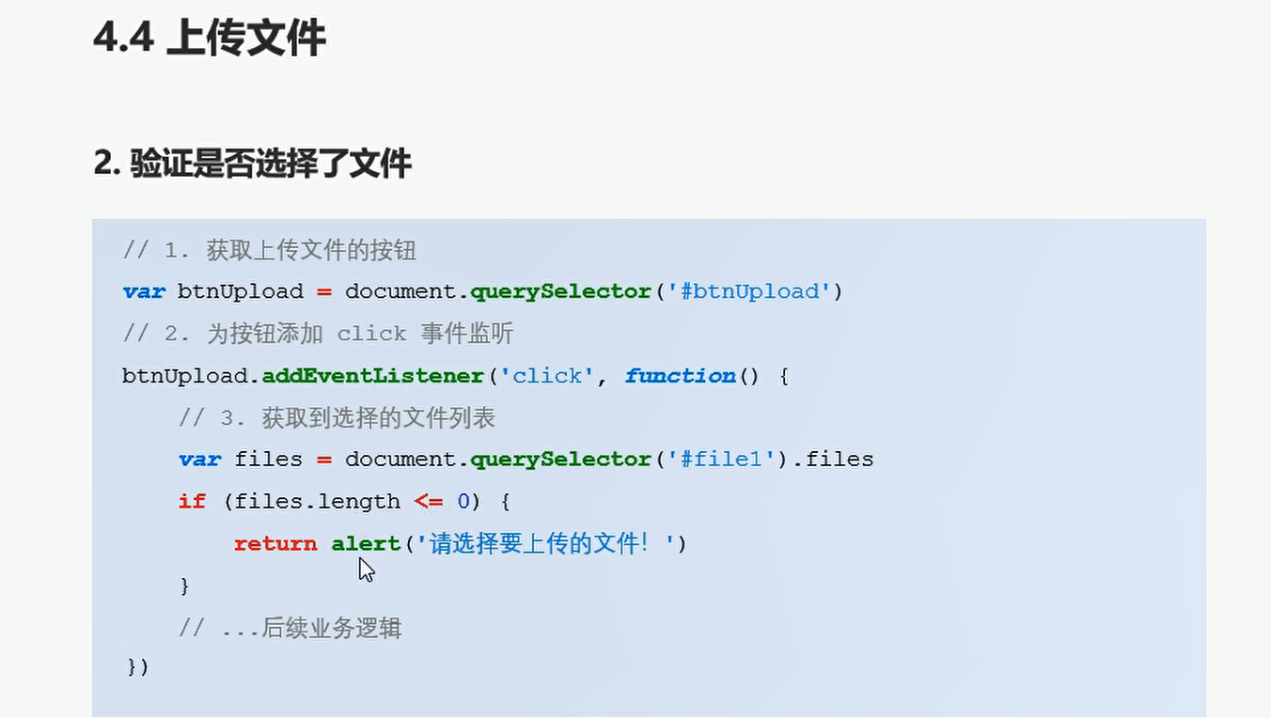 4.4 上传文件
2. 验证是否选择了文件
// 1. 获取上传文件的按钮
var btnUpload = document.querySelector('#btnUpload')
// 2. 为按钮添加 click 事件监听
btnUpload.addEventListener('click', function() {
    // 3. 获取到选择的文件列表
    var files = document.querySelector('#file1').files
    if (files.length <= 0) {
        return alert('请选择要上传的文件！')
    }
    // ...后续业务逻辑
})